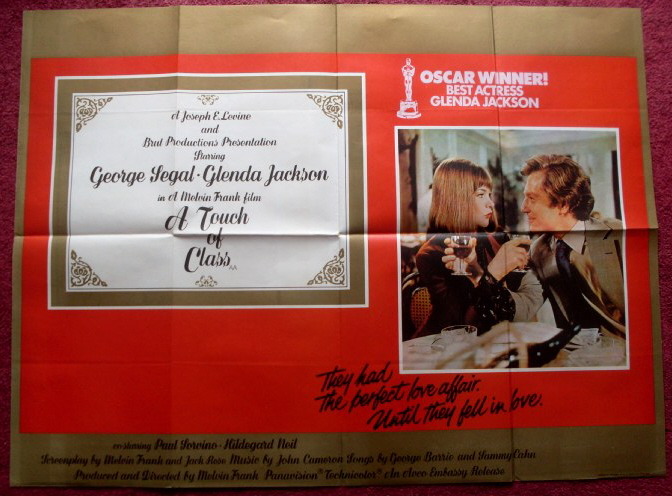 A Joseph E. Levine
and
Brut Productions Presentation
Starring
George Segal · Glenda Jackson
in A Melvin Frank film
A Touch
of
Class
OSCAR WINNER!
BEST ACTRESS
GLENDA JACKSON
They had
the perfect love affair.
Until they fell in love.
co-starring Paul Sorvino · Hildegard Neil
Screenplay by Melvin Frank and Jack Rose Music by John Cameron Songs by George Barrie and Sammy Cahn
Produced and Directed by Melvin Frank Panavision® Technicolor® An Avco Embassy Release